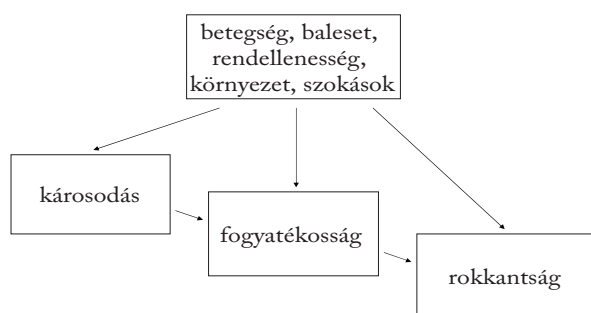 betegség, baleset,
rendellenesség,
környezet, szokások
károsodás
fogyatékosság
rokkantság